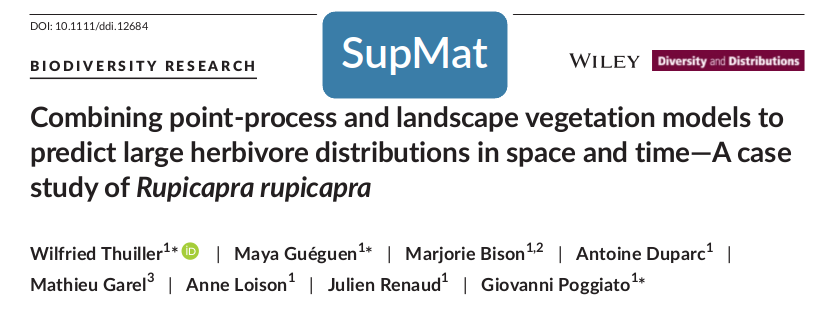 DOI: 10.1111/ddi.12684
SupMat
BIODIVERSITY RESEARCH
WILEY Diversity and Distributions
Combining point-process and landscape vegetation models to
predict large herbivore distributions in space and time—A case
study of Rupicapra rupicapra
Wilfried Thuiller1* iD | Maya Guéguen1* | Marjorie Bison1,2 | Antoine Duparc1 |
Mathieu Garel3 | Anne Loison1 | Julien Renaud1 | Giovanni Poggiato1*